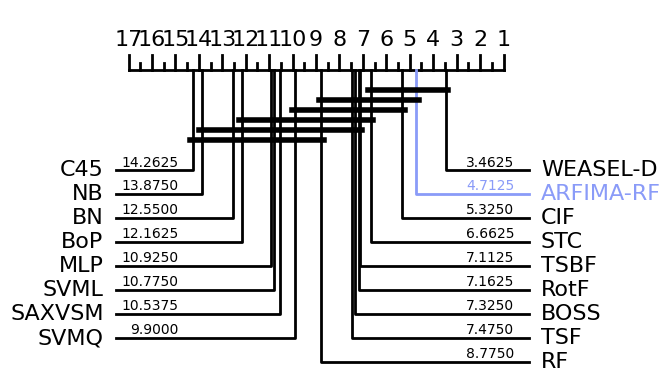 17 16 15 14 13 12 11 10 9 8 7 6 5 4 3 2 1
C45 14.2625 3.4625 WEASEL-D
NB 13.8750 4.7125 ARFIMA-RF
BN 12.5500 5.3250 CIF
BoP 12.1625 6.6625 STC
MLP 10.9250 7.1125 TSBF
SVML 10.7750 7.1625 RotF
SAXVSM 10.5375 7.3250 BOSS
SVMQ 9.9000 7.4750 TSF
8.7750 RF